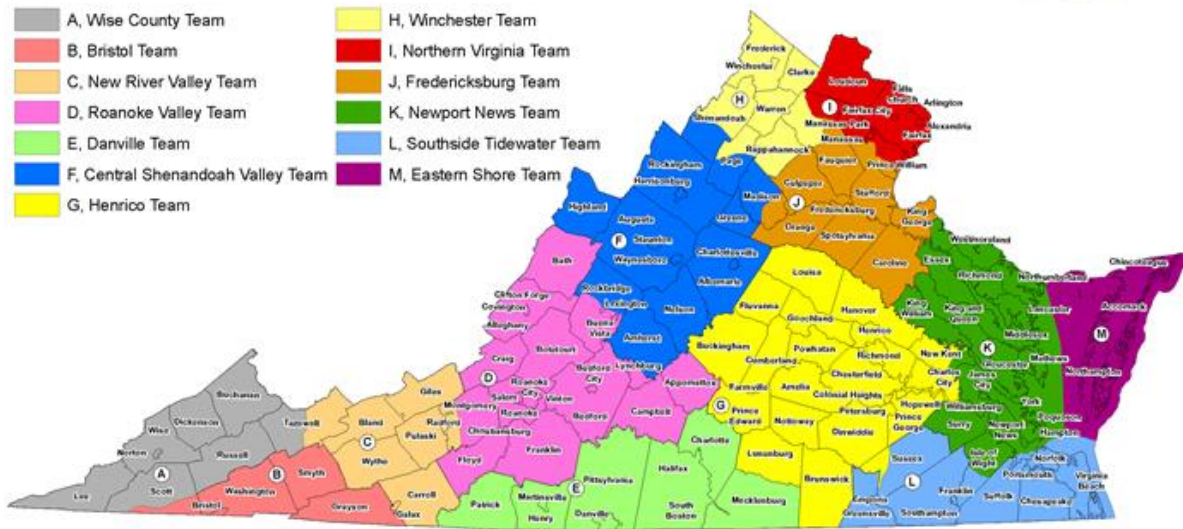 A, Wise County Team
B, Bristol Team
C, New River Valley Team
D, Roanoke Valley Team
E, Danville Team
F, Central Shenandoah Valley Team
G, Henrico Team
H, Winchester Team
I, Northern Virginia Team
J, Fredericksburg Team
K, Newport News Team
L, Southside Tidewater Team
M, Eastern Shore Team
Frederick
Winchester
Clarke
H
Warren
Shenandoah
Rappahannock
Page
Loudoun
Falls
Church
Arlington
I
Fairfax City
Alexandria
Fairfax
Manassas Park
Manassas
Prince William
Fauquier
Culpeper
Stafford
J
Fredericksburg
King
George
Orange
Spotsylvania
Caroline
Rockingham
Harrisonburg
Madison
Highland
Greene
Augusta
F
Staunton
Waynesboro
Charlottesville
Albemarle
Rockbridge
Lexington
Nelson
Amherst
Bath
Clifton Forge
Covington
Alleghany
Buena
Vista
Botetourt
Craig
D
Bedford
City
Lynchburg
Appomattox
Roanoke
City
Salem
Vinton
Montgomery
Roanoke
Bedford
Campbell
Christiansburg
Franklin
Floyd
Louisa
Fluvanna
Goochland
Hanover
Henrico
Buckingham
Powhatan
Cumberland
Richmond
New Kent
Chesterfield
Charles
City
Farmville
Amelia
Colonial Heights
G
Prince
Edward
Hopewell
Petersburg
Prince
George
Nottoway
Dinwiddie
Lunenburg
Brunswick
Westmoreland
Essex
Richmond
Northumberland
King
William
King and
Queen
Lancaster
K
Middlesex
Gloucester
Mathews
James
City
Williamsburg
York
Poquoson
Surry
Newport
News
Hampton
Isle of
Wight
Chincoteague
Accomack
M
Northampton
Sussex
Norfolk
Portsmouth
Virginia
Beach
L
Emporia
Greensville
Franklin
Suffolk
Chesapeake
Southampton
Charlotte
Halifax
Pittsylvania
E
Patrick
Martinsville
Henry
Danville
South
Boston
Mecklenburg
Giles
Bland
Radford
C
Pulaski
Wythe
Carroll
Galax
Buchanan
Dickenson
Wise
Tazewell
Norton
Russell
A
Lee
Scott
B
Smyth
Washington
Bristol
Grayson